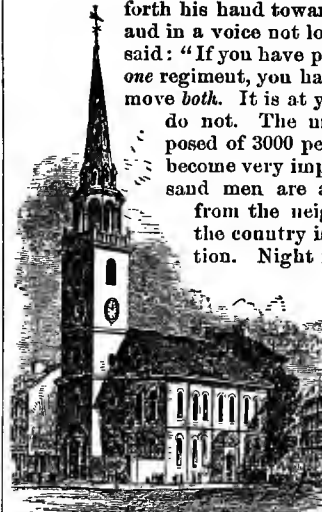 forth his hand towar
and in a voice not lo
said: "If you have p
one regiment, you ha
move both. It is at y
do not. The m
posed of 3000 pe
become very imp
sand men are a
from the neig
the country i
tion. Night